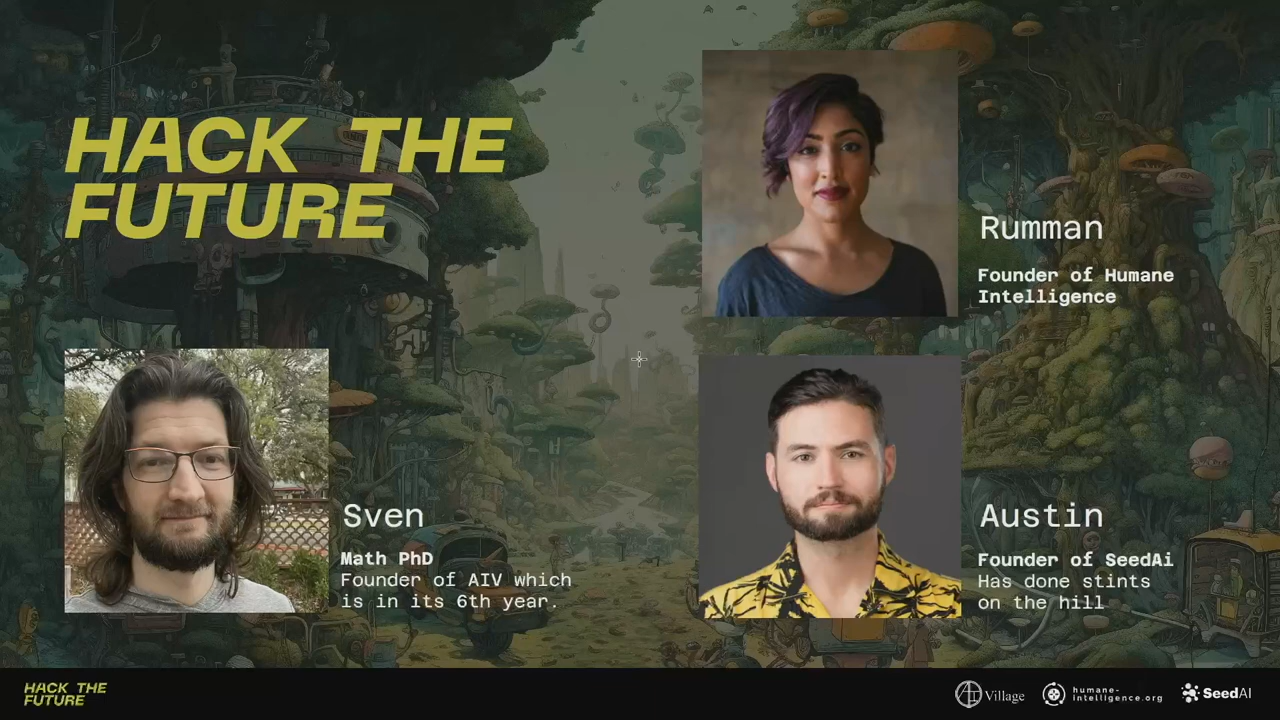 HACK THE
FUTURE
Rumman
Founder of Humane
Intelligence
Sven
Math PhD
Founder of AIV which
is in its 6th year.
Austin
Founder of SeedAi
Has done stints
on the hill
HACK THE
FUTURE
AI Village
humane-
intelligence.org
SeedAI